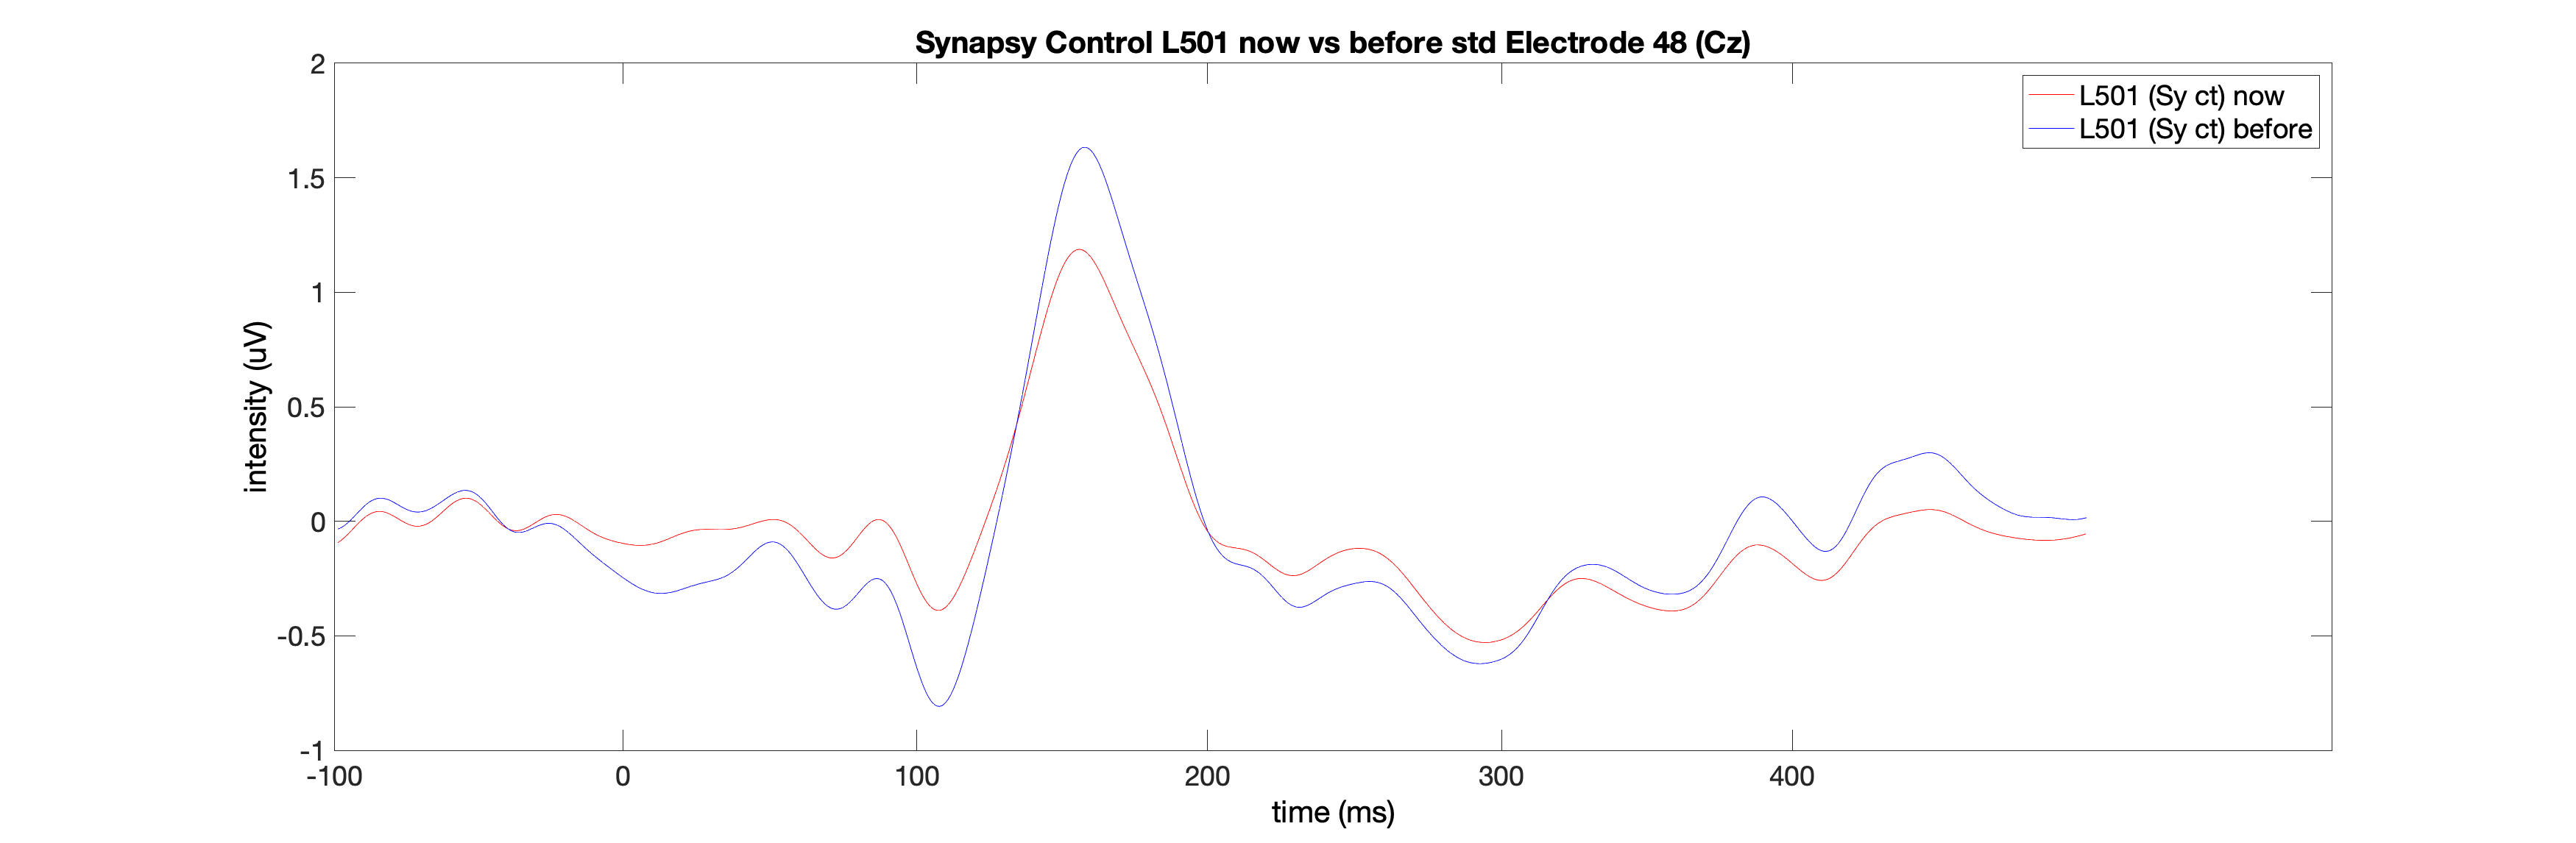 Synapsy Control L501 now vs before std Electrode 48 (Cz)
L501 (Sy ct) now
L501 (Sy ct) before
intensity (uV)
2
1.5
1
0.5
0
-0.5
-1
-100 0 100 200 300 400
time (ms)